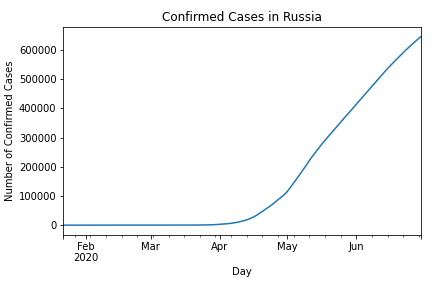 Confirmed Cases in Russia
Number of Confirmed Cases
600000
500000
400000
300000
200000
100000
0
Feb Mar Apr May Jun
2020
Day